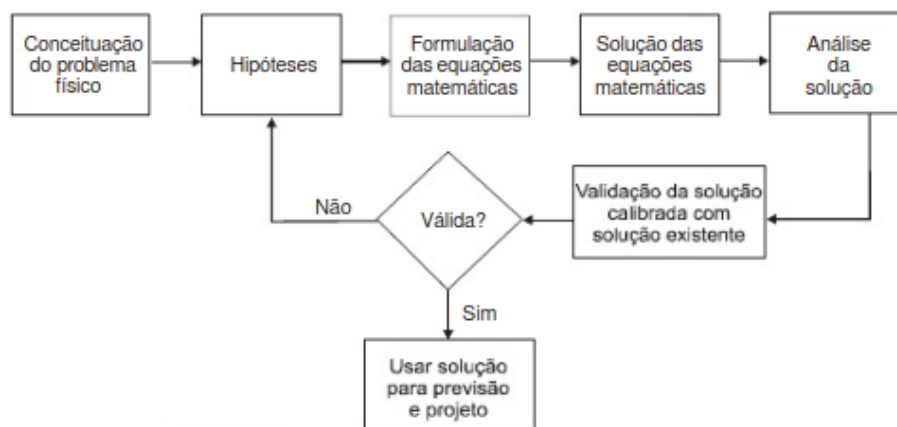 Conceituação
do problema
físico
Hipóteses
Formulação
das equações
matemáticas
Solução das
equações
matemáticas
Análise
da
solução
Validação da solução
calibrada com
solução existente
Válida?
Não
Sim
Usar solução
para previsão
e projeto